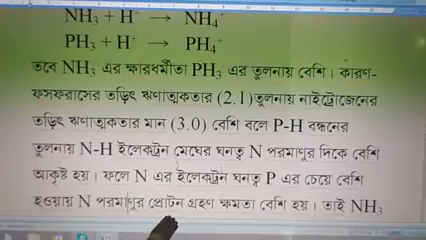 NH₃ + H⁺ → NH₄⁺
PH₃ + H⁺ → PH₄⁺
তবে NH₃ এর ক্ষারধর্মীতা PH₃ এর তুলনায় বেশি। কারণ-
ফসফরাসের তড়িৎ ঋণাত্মকতার (2.1)তুলনায় নাইট্রোজেনের
তড়িৎ ঋণাত্মকতার মান (3.0) বেশি বলে P-H বন্ধনের
তুলনায় N-H ইলেকট্রন মেঘের ঘনত্ব N পরমাণুর দিকে বেশি
আকৃষ্ট হয়। ফলে N এর ইলেকট্রন ঘনত্ব P এর চেয়ে বেশি
হওয়ায় N পরমাণুর প্রোটন গ্রহণ ক্ষমতা বেশি হয়। তাই NH₃